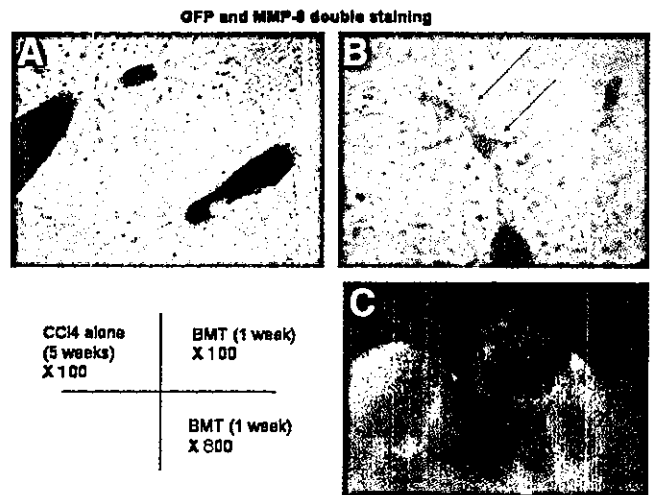 GFP and MMP-9 double staining
A
B
CCl4 alone
(5 weeks)
X 100
BMT (1 week)
X 100
C
BMT (1 week)
X 800